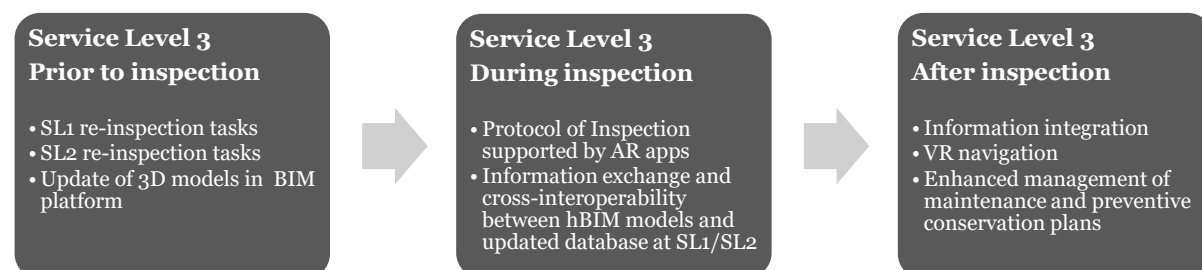 Service Level 3
Prior to inspection
• SL1 re-inspection tasks
• SL2 re-inspection tasks
• Update of 3D models in BIM
platform
Service Level 3
During inspection
• Protocol of Inspection
supported by AR apps
• Information exchange and
cross-interoperability
between hBIM models and
updated database at SL1/SL2
Service Level 3
After inspection
• Information integration
• VR navigation
• Enhanced management of
maintenance and preventive
conservation plans